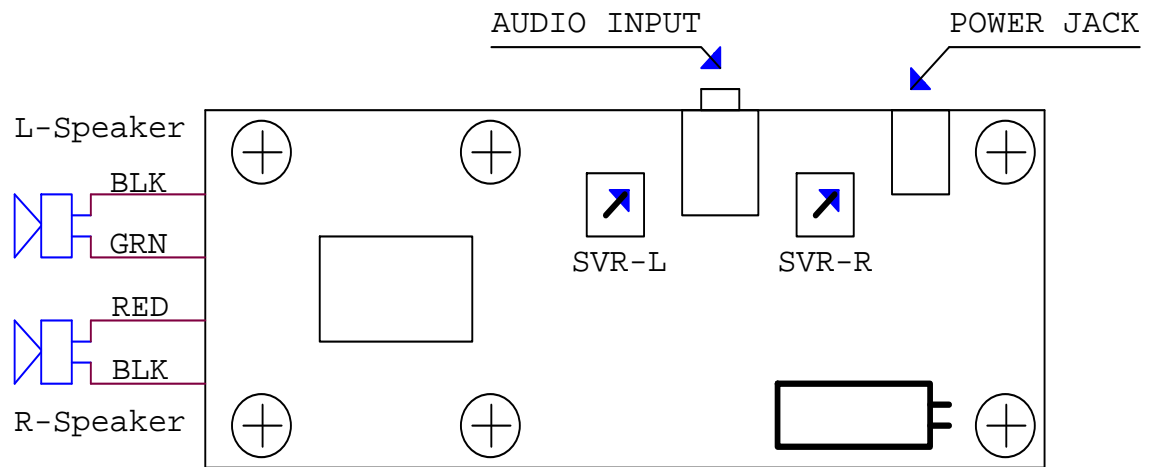 AUDIO INPUT
POWER JACK
L-Speaker
BLK
GRN
SVR-L
SVR-R
RED
BLK
R-Speaker